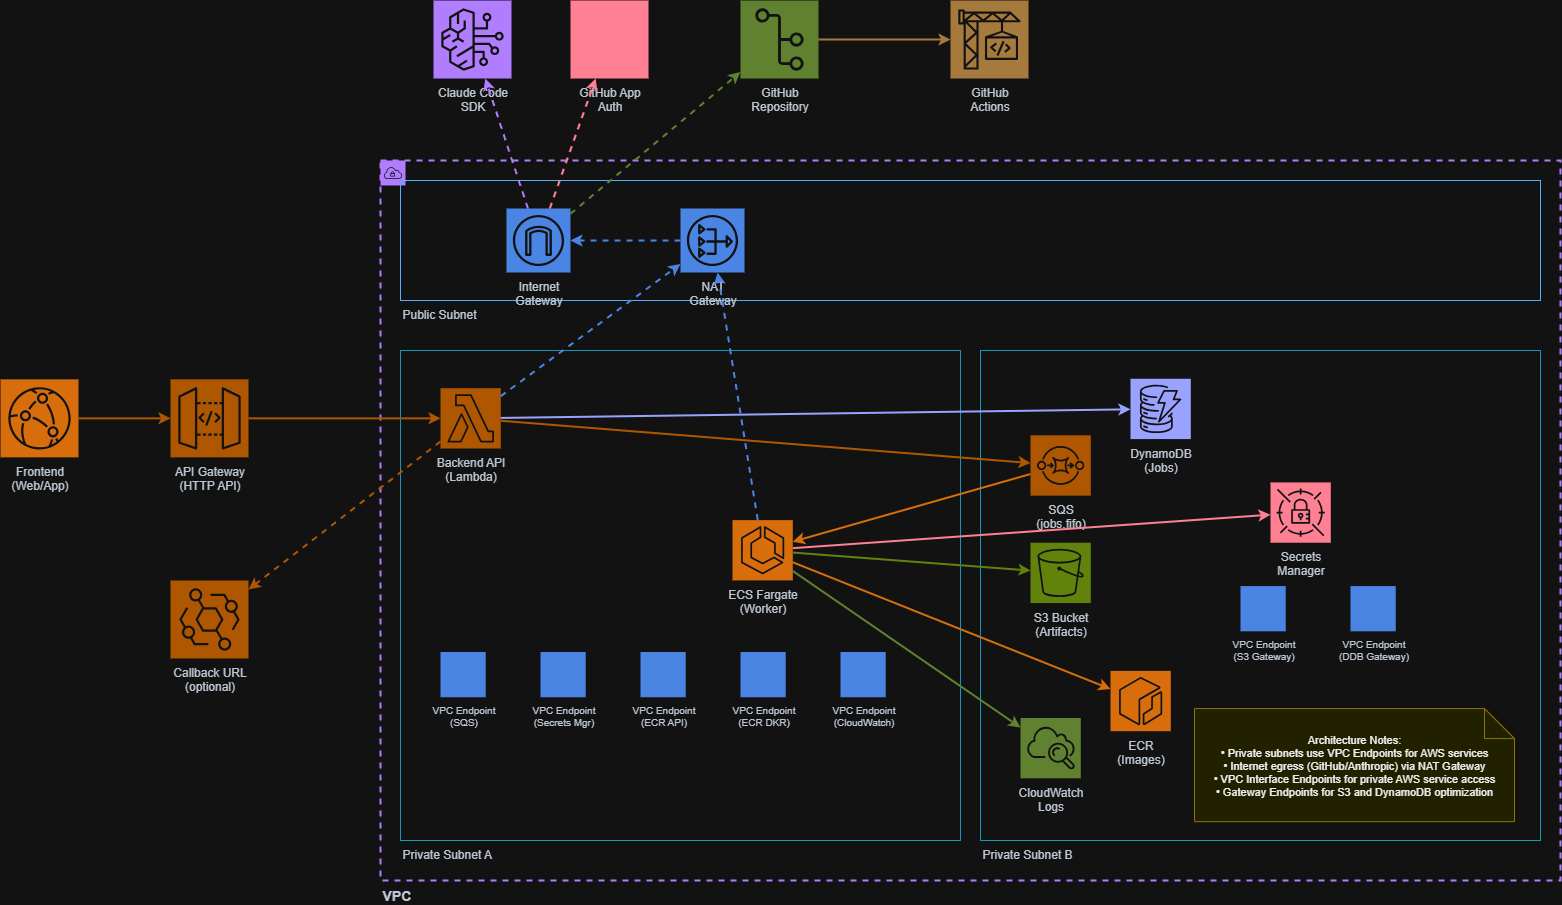 Claude Code
SDK
GitHub App
Auth
GitHub
Repository
GitHub
Actions
Internet
Gateway
NAT
Gateway
Public Subnet
Frontend
(Web/App)
API Gateway
(HTTP API)
Backend API
(Lambda)
DynamoDB
(Jobs)
SQS
(jobs.fifo)
Secrets
Manager
ECS Fargate
(Worker)
S3 Bucket
(Artifacts)
VPC Endpoint
(S3 Gateway)
VPC Endpoint
(DDB Gateway)
Callback URL
(optional)
VPC Endpoint
(SQS)
VPC Endpoint
(Secrets Mgr)
VPC Endpoint
(ECR API)
VPC Endpoint
(ECR DKR)
VPC Endpoint
(CloudWatch)
ECR
(Images)
CloudWatch
Logs
Architecture Notes:
• Private subnets use VPC Endpoints for AWS services
• Internet egress (GitHub/Anthropic) via NAT Gateway
• VPC Interface Endpoints for private AWS service access
• Gateway Endpoints for S3 and DynamoDB optimization
Private Subnet A
Private Subnet B
VPC